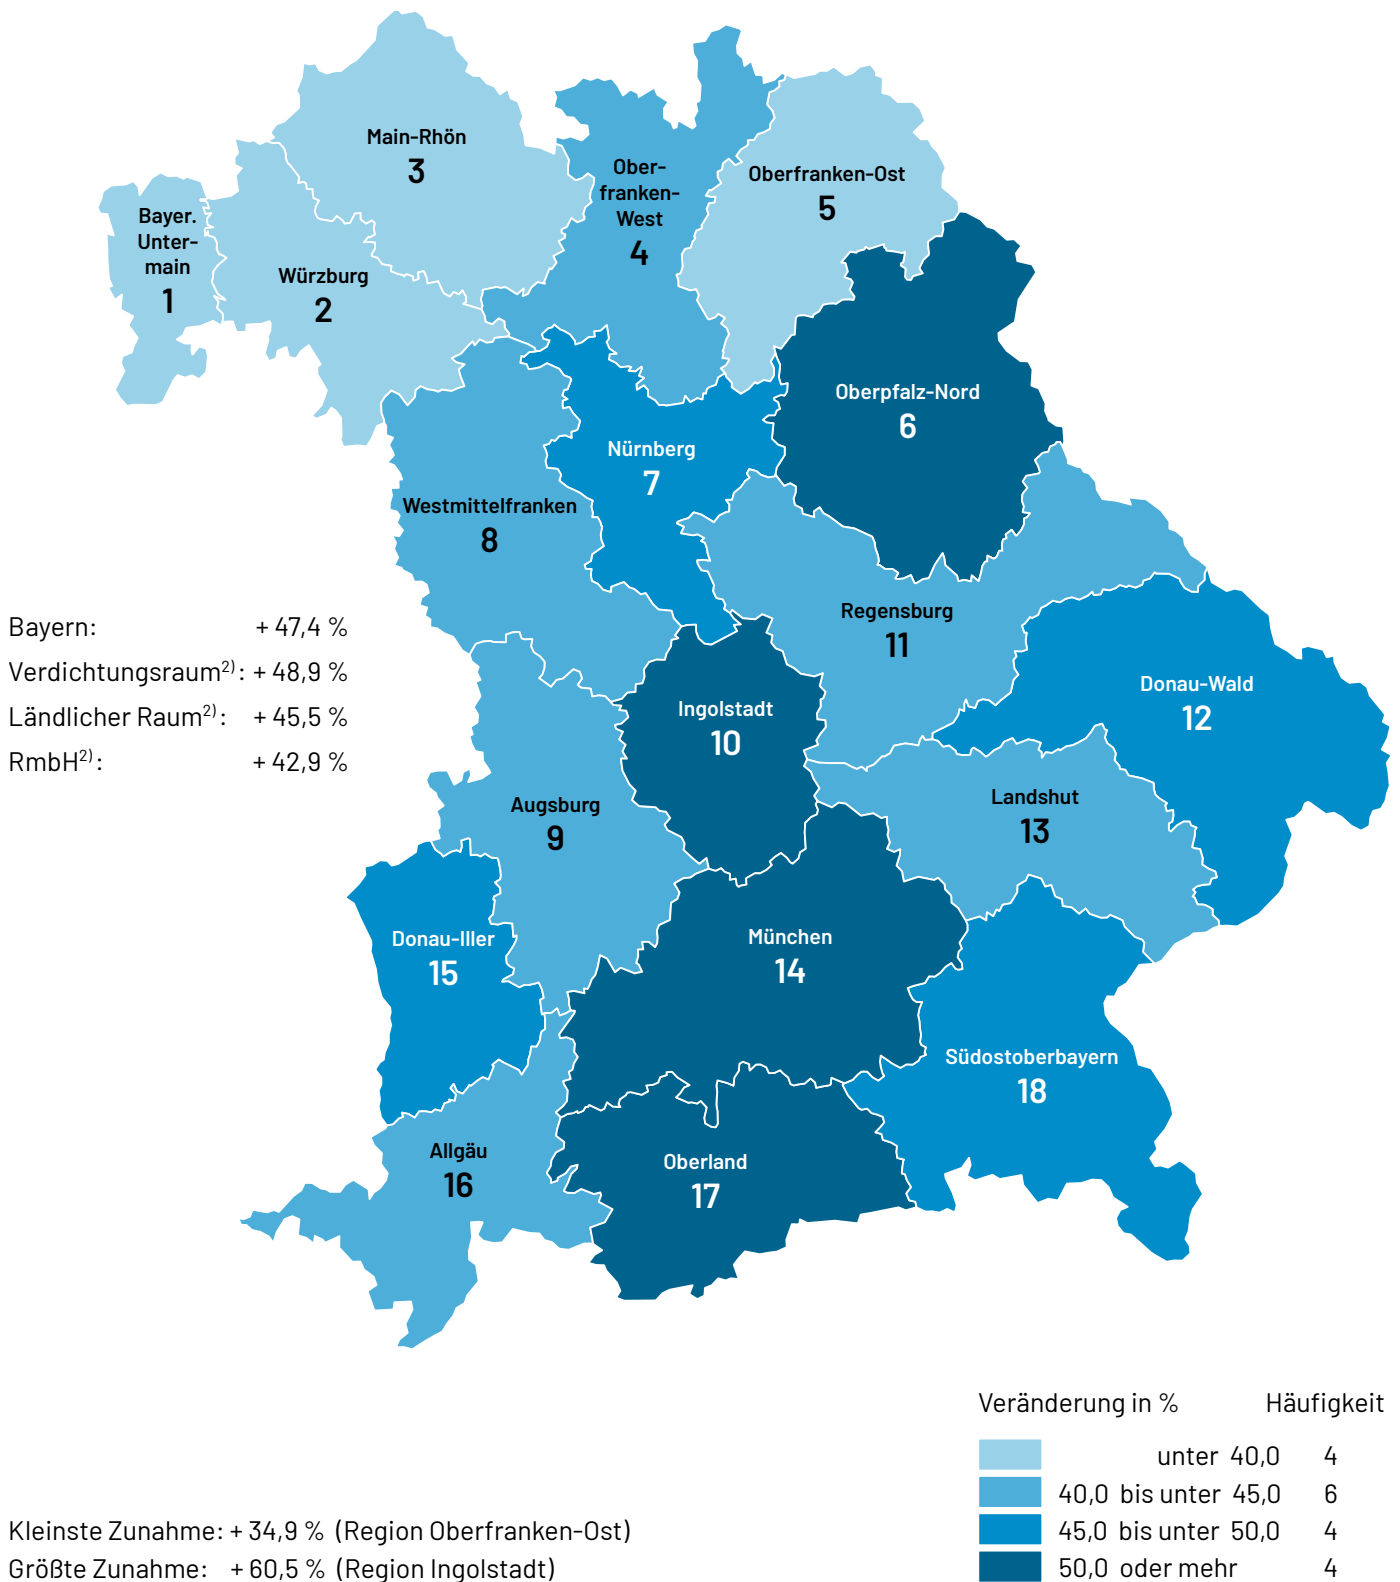 Main-Rhön
3
Ober-
franken-
West
4
Oberfranken-Ost
5
Bayer.
Unter-
main
1
Würzburg
2
Oberpfalz-Nord
6
Nürnberg
7
Westmittelfranken
8
Bayern: + 47,4 %
Verdichtungsraum2): + 48,9 %
Ländlicher Raum2): + 45,5 %
RmbH2): + 42,9 %
Regensburg
11
Donau-Wald
12
Ingolstadt
10
Augsburg
9
Landshut
13
Donau-Iller
15
München
14
Südostoberbayern
18
Allgäu
16
Oberland
17
Veränderung in % Häufigkeit
unter 40,0 4
40,0 bis unter 45,0 6
45,0 bis unter 50,0 4
50,0 oder mehr 4
Kleinste Zunahme: + 34,9 % (Region Oberfranken-Ost)
Größte Zunahme: + 60,5 % (Region Ingolstadt)